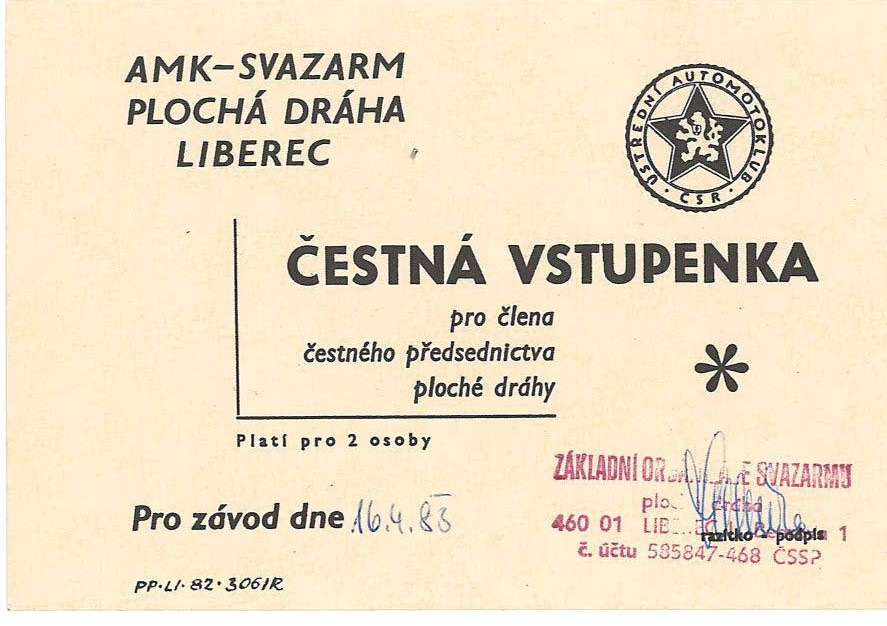 AMK-SVAZARM
PLOCHÁ DRÁHA
LIBEREC
ÚSTŘEDNÍ AUTOMOTOKLUB
· ČSR ·
ČESTNÁ VSTUPENKA
pro člena
čestného předsednictva
ploché dráhy
*
Platí pro 2 osoby
ZÁKLADNÍ SVAZARMU
Pro závod dne 16.4.83
460 01 1
razítko - podpis
č. účtu 585847-468 ČSSP
PP·LI·82·3061R